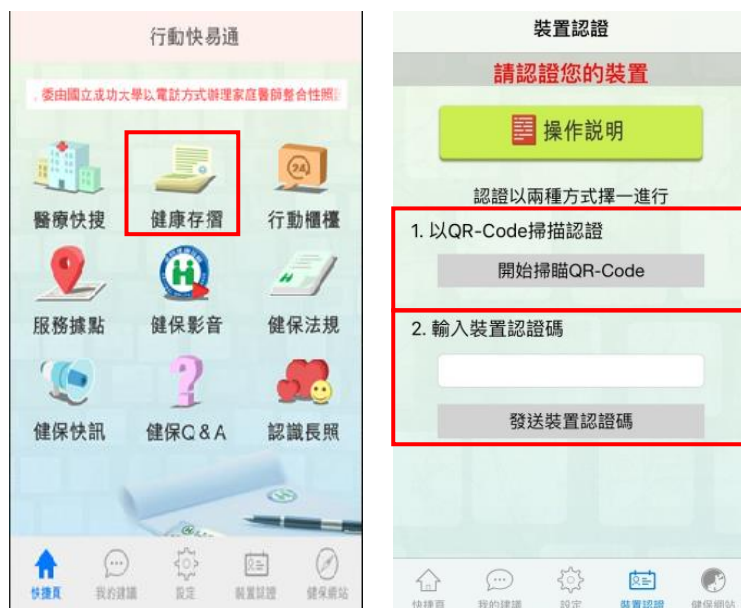 行動快易通
，委由國立成功大學以電話方式辦理家庭醫師整合性照
醫療快搜
健康存摺
24
行動櫃檯
服務據點
健保影音
健保法規
健保快訊
健保Q&A
認識長照
快捷頁
我的建議
設定
裝置認證
健保網站
裝置認證
請認證您的裝置
操作説明
認證以兩種方式擇一進行
1. 以QR-Code掃描認證
開始掃瞄QR-Code
2. 輸入裝置認證碼
發送裝置認證碼
快捷頁
我的建議
設定
裝置認證
健保網站